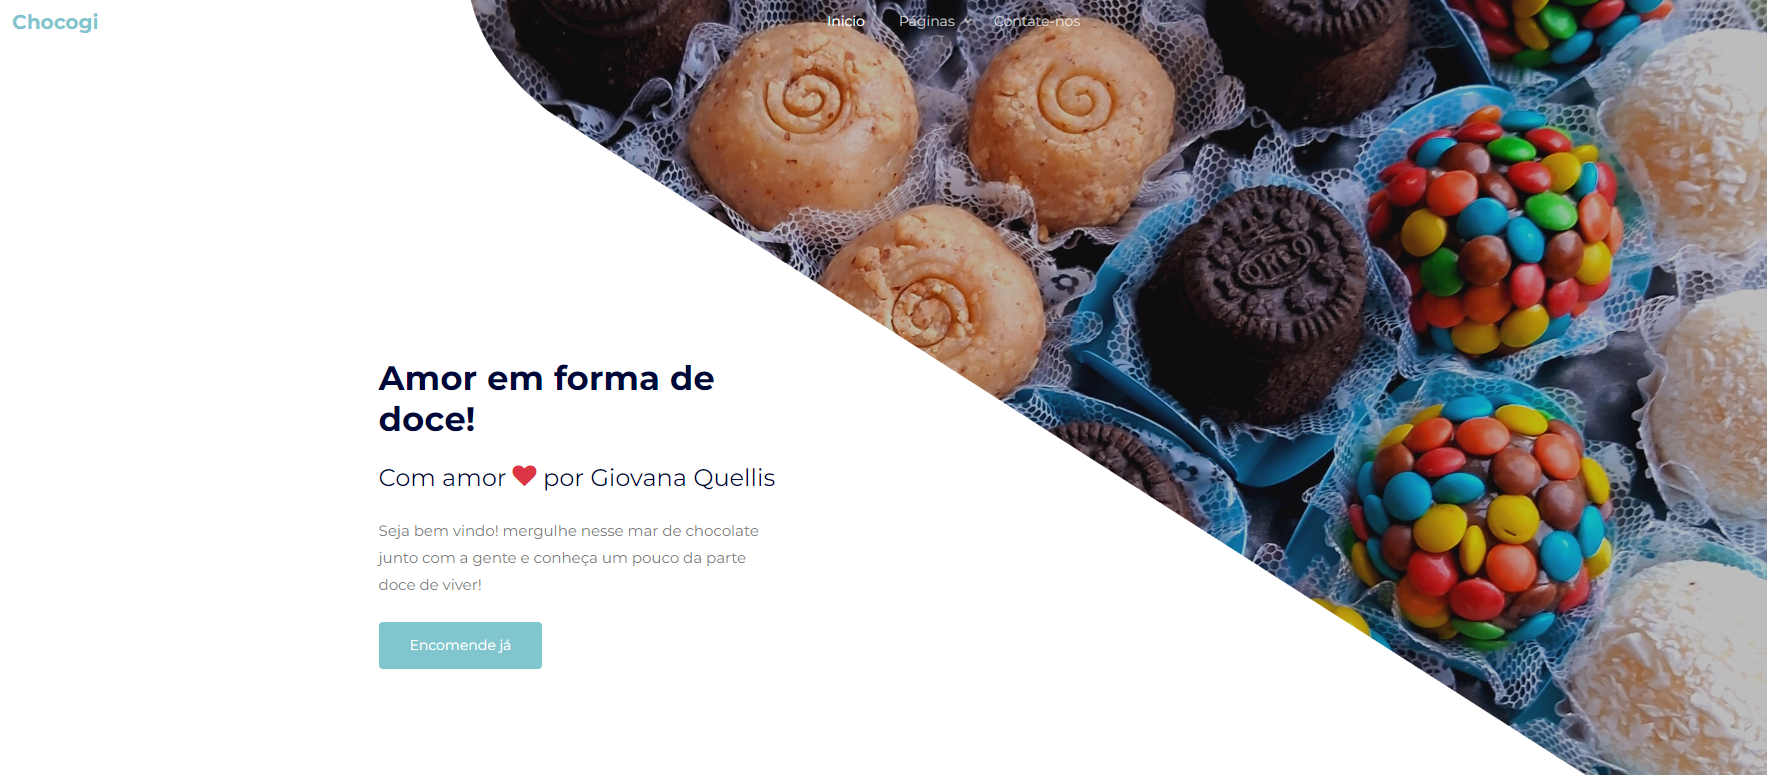 Chocogi
Inicio Páginas Contate-nos
OREO
Amor em forma de
doce!
Com amor por Giovana Quellis
Seja bem vindo! mergulhe nesse mar de chocolate
junto com a gente e conheça um pouco da parte
doce de viver!
Encomende já